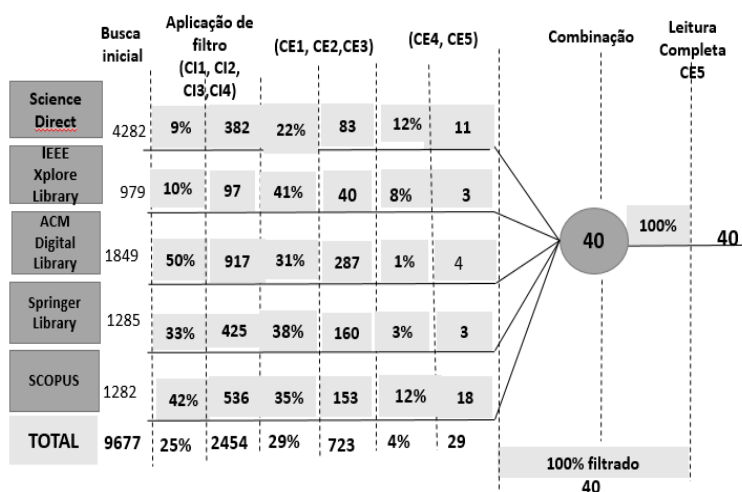 Busca inicial
Aplicação de filtro (CI1, CI2, CI3,CI4)
(CE1, CE2,CE3)
(CE4, CE5)
Combinação
Leitura Completa CE5
Science Direct
4282 9% 382 22% 83 12% 11
IEEE Xplore Library
979 10% 97 41% 40 8% 3
ACM Digital Library
1849 50% 917 31% 287 1% 4
Springer Library
1285 33% 425 38% 160 3% 3
SCOPUS
1282 42% 536 35% 153 12% 18
TOTAL 9677 25% 2454 29% 723 4% 29
40
100%
40
100% filtrado
40